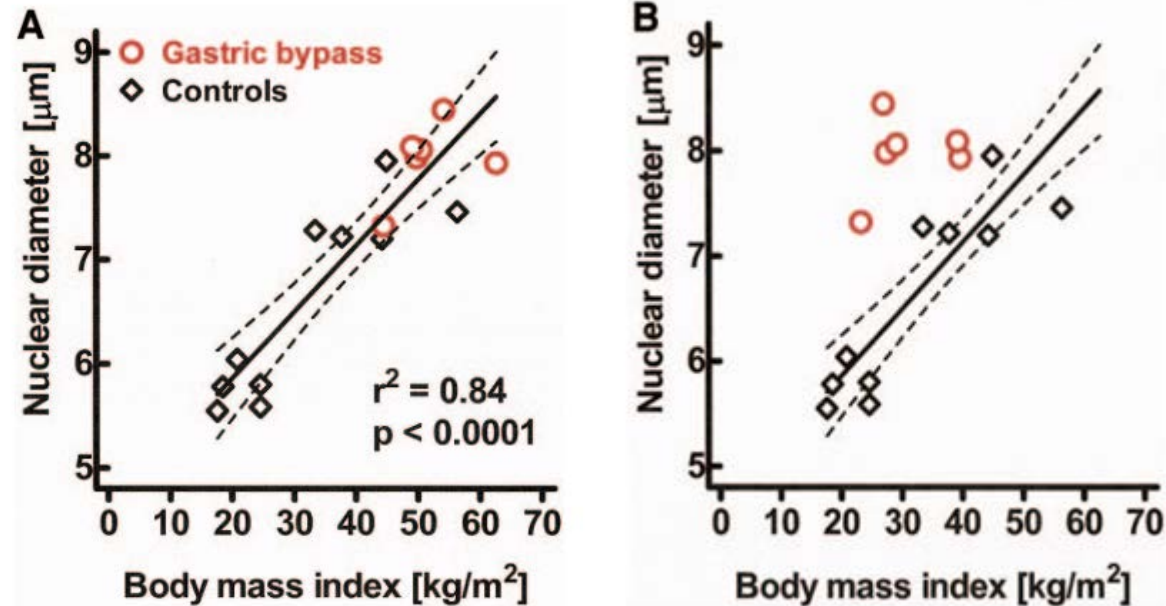 A
Nuclear diameter [μm]
9
8
7
6
5
Gastric bypass
Controls
r² = 0.84
p < 0.0001
0 10 20 30 40 50 60 70
Body mass index [kg/m²]
B
Nuclear diameter [μm]
9
8
7
6
5
0 10 20 30 40 50 60 70
Body mass index [kg/m²]